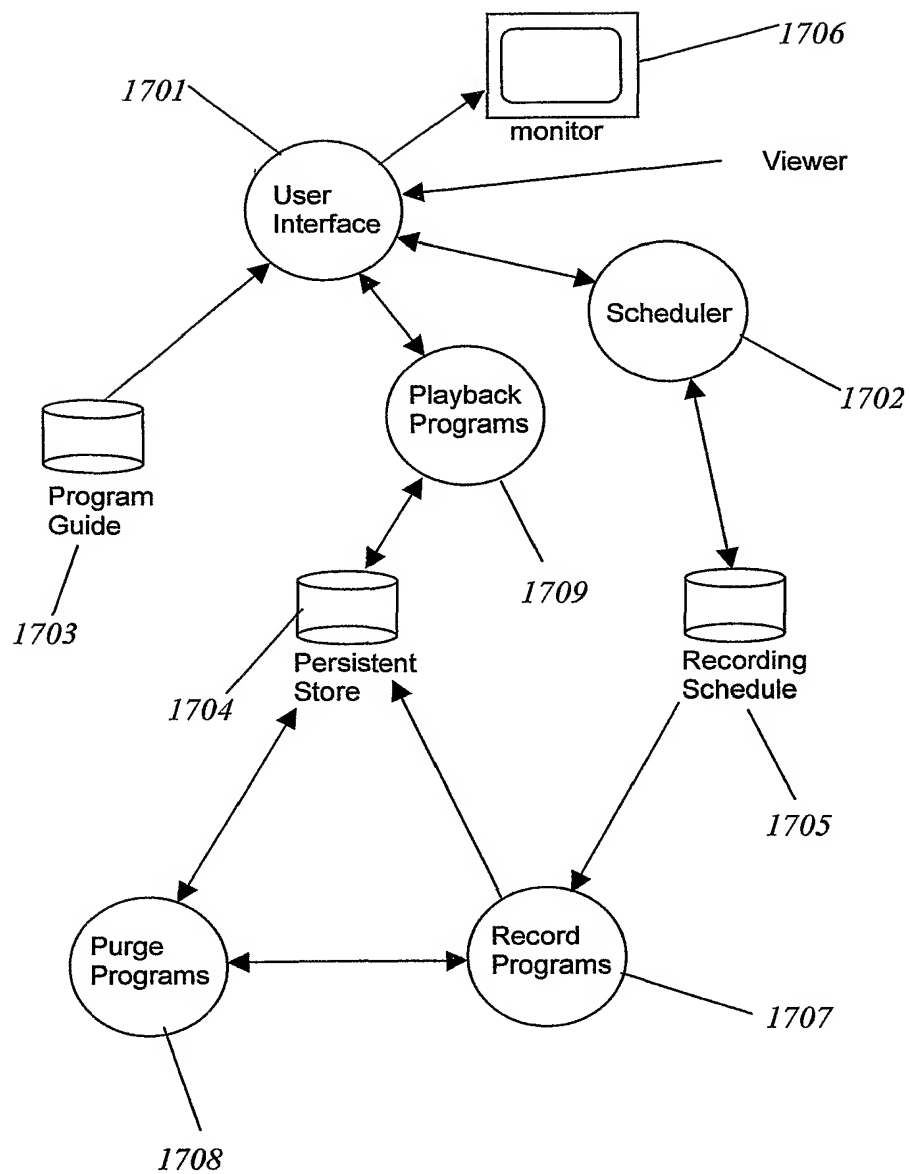 1706
1701
monitor
Viewer
User
Interface
Scheduler
1702
Playback
Programs
Program
Guide
1703
1709
Persistent
Store
1704
Recording
Schedule
1705
Purge
Programs
Record
Programs
1707
1708